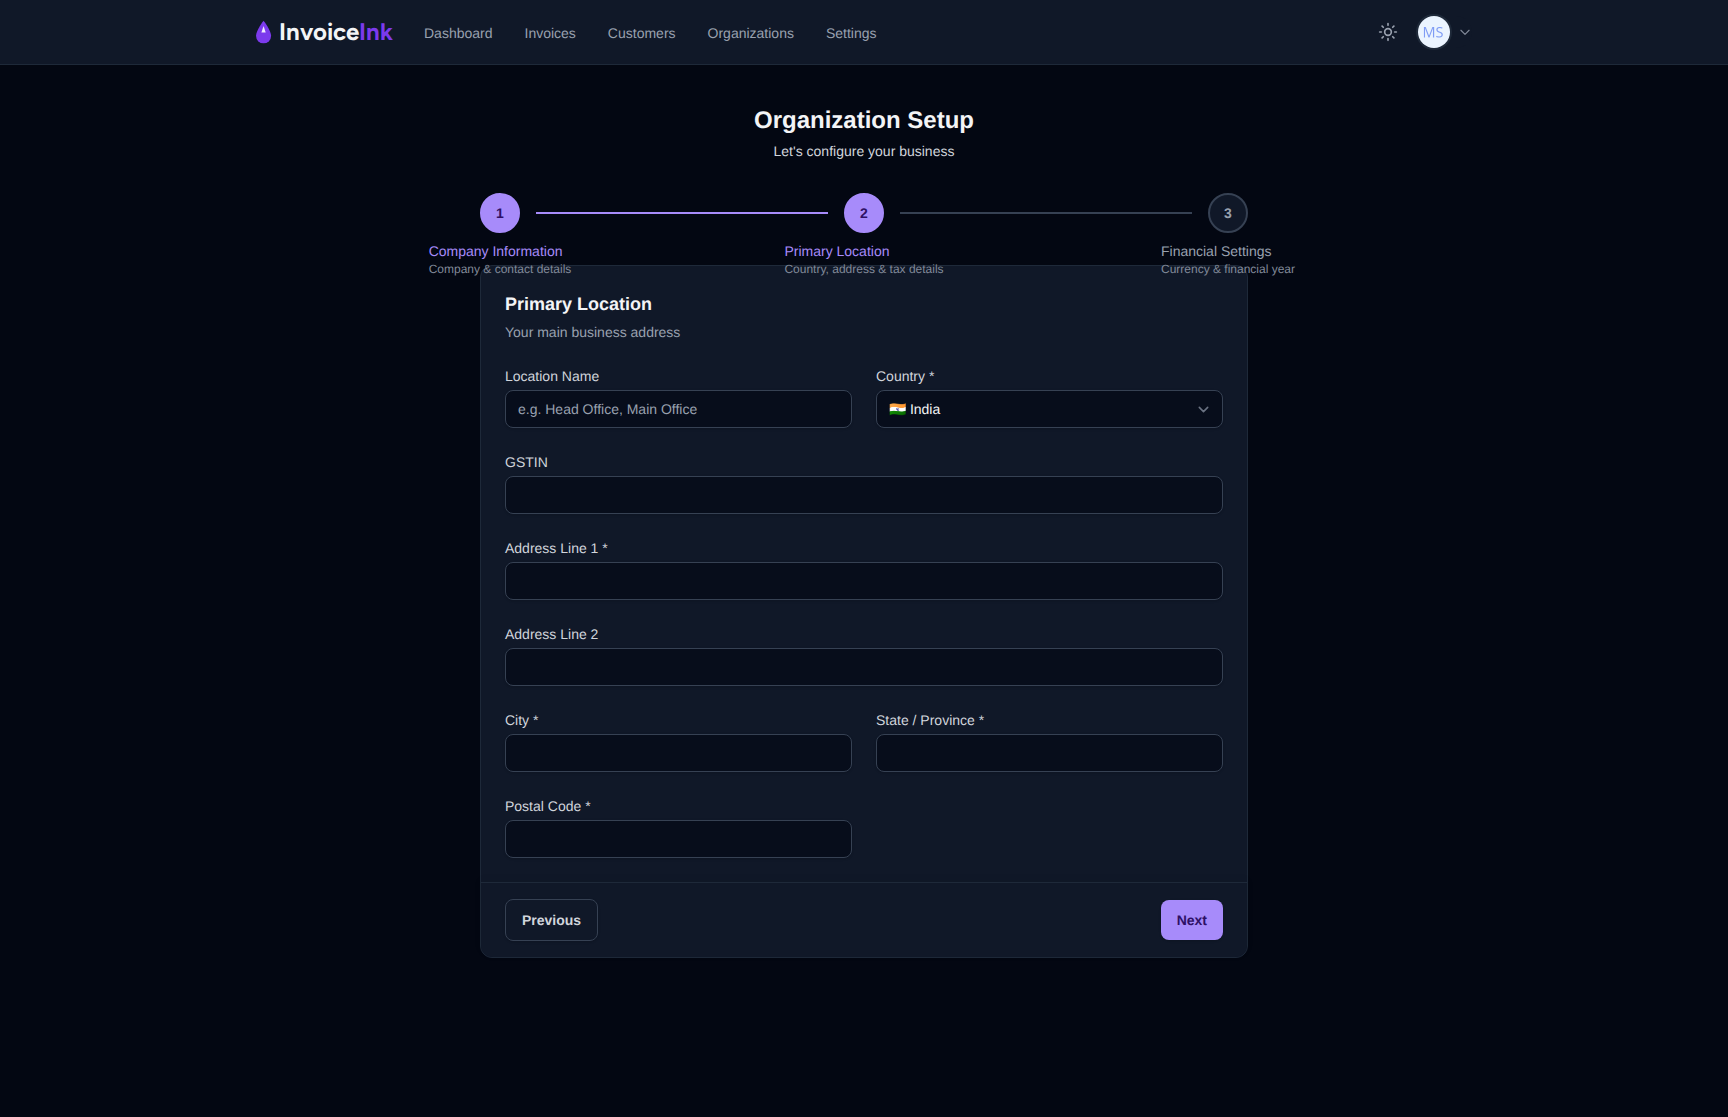 InvoiceInk Dashboard Invoices Customers Organizations Settings MS
Organization Setup
Let's configure your business
1 2 3
Company Information Primary Location Financial Settings
Company & contact details Country, address & tax details Currency & financial year
Primary Location
Your main business address
Location Name Country *
e.g. Head Office, Main Office 🇮🇳 India
GSTIN
Address Line 1 *
Address Line 2
City * State / Province *
Postal Code *
Previous Next